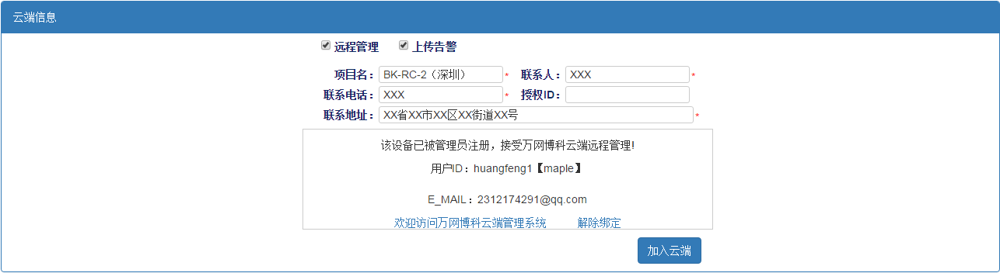 云端信息
远程管理 上传告警
项目名：BK-RC-2（深圳） * 联系人：XXX *
联系电话：XXX * 授权ID：
联系地址：XX省XX市XX区XX街道XX号 *
该设备已被管理员注册，接受万网博科云端远程管理!
用户ID：huangfeng1【maple】
E_MAIL：2312174291@qq.com
欢迎访问万网博科云端管理系统 解除绑定
加入云端